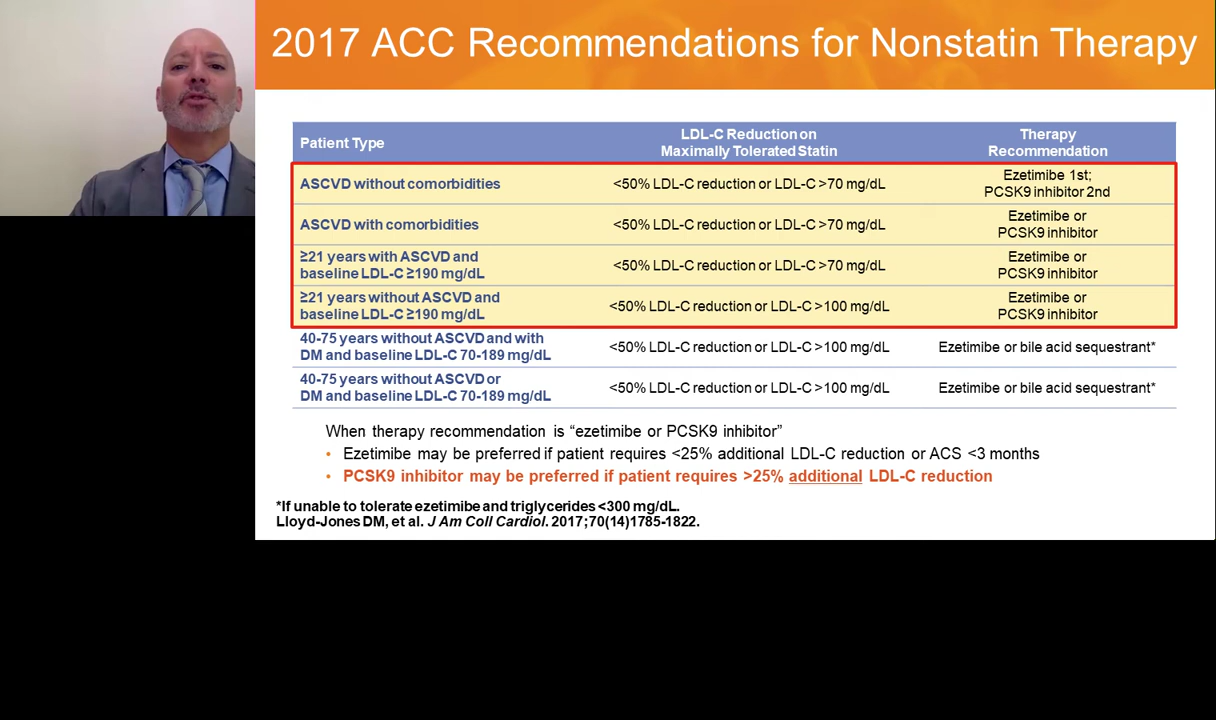 2017 ACC Recommendations for Nonstatin Therapy
Patient Type
LDL-C Reduction on
Maximally Tolerated Statin
Therapy
Recommendation
ASCVD without comorbidities
<50% LDL-C reduction or LDL-C >70 mg/dL
Ezetimibe 1st;
PCSK9 inhibitor 2nd
ASCVD with comorbidities
<50% LDL-C reduction or LDL-C >70 mg/dL
Ezetimibe or
PCSK9 inhibitor
≥21 years with ASCVD and
baseline LDL-C ≥190 mg/dL
<50% LDL-C reduction or LDL-C >70 mg/dL
Ezetimibe or
PCSK9 inhibitor
≥21 years without ASCVD and
baseline LDL-C ≥190 mg/dL
<50% LDL-C reduction or LDL-C >100 mg/dL
Ezetimibe or
PCSK9 inhibitor
40-75 years without ASCVD and with
DM and baseline LDL-C 70-189 mg/dL
<50% LDL-C reduction or LDL-C >100 mg/dL
Ezetimibe or bile acid sequestrant*
40-75 years without ASCVD or
DM and baseline LDL-C 70-189 mg/dL
<50% LDL-C reduction or LDL-C >100 mg/dL
Ezetimibe or bile acid sequestrant*
When therapy recommendation is “ezetimibe or PCSK9 inhibitor”
• Ezetimibe may be preferred if patient requires <25% additional LDL-C reduction or ACS <3 months
• PCSK9 inhibitor may be preferred if patient requires >25% additional LDL-C reduction
*If unable to tolerate ezetimibe and triglycerides <300 mg/dL.
Lloyd-Jones DM, et al. J Am Coll Cardiol. 2017;70(14)1785-1822.